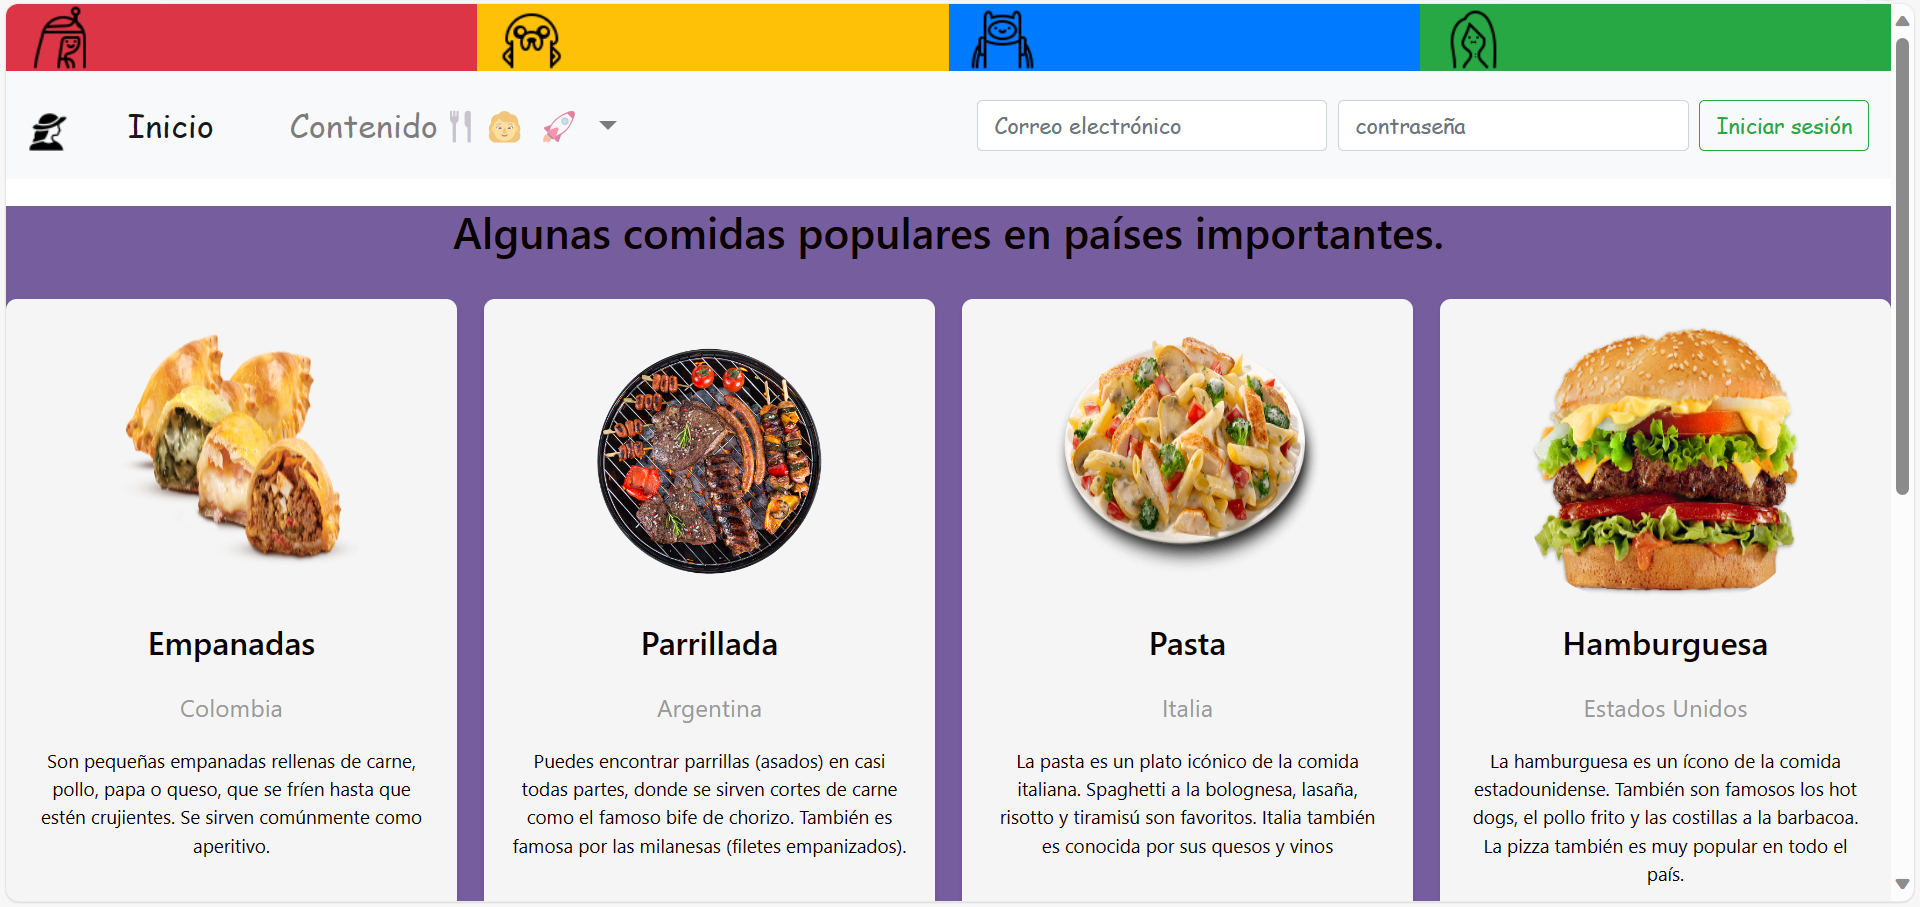 Inicio
Contenido
Correo electrónico
contraseña
Iniciar sesión
Algunas comidas populares en países importantes.
Empanadas
Colombia
Son pequeñas empanadas rellenas de carne,
pollo, papa o queso, que se fríen hasta que
estén crujientes. Se sirven comúnmente como
aperitivo.
Parrillada
Argentina
Puedes encontrar parrillas (asados) en casi
todas partes, donde se sirven cortes de carne
como el famoso bife de chorizo. También es
famosa por las milanesas (filetes empanizados).
Pasta
Italia
La pasta es un plato icónico de la comida
italiana. Spaghetti a la bolognesa, lasaña,
risotto y tiramisú son favoritos. Italia también
es conocida por sus quesos y vinos
Hamburguesa
Estados Unidos
La hamburguesa es un ícono de la comida
estadounidense. También son famosos los hot
dogs, el pollo frito y las costillas a la barbacoa.
La pizza también es muy popular en todo el
país.